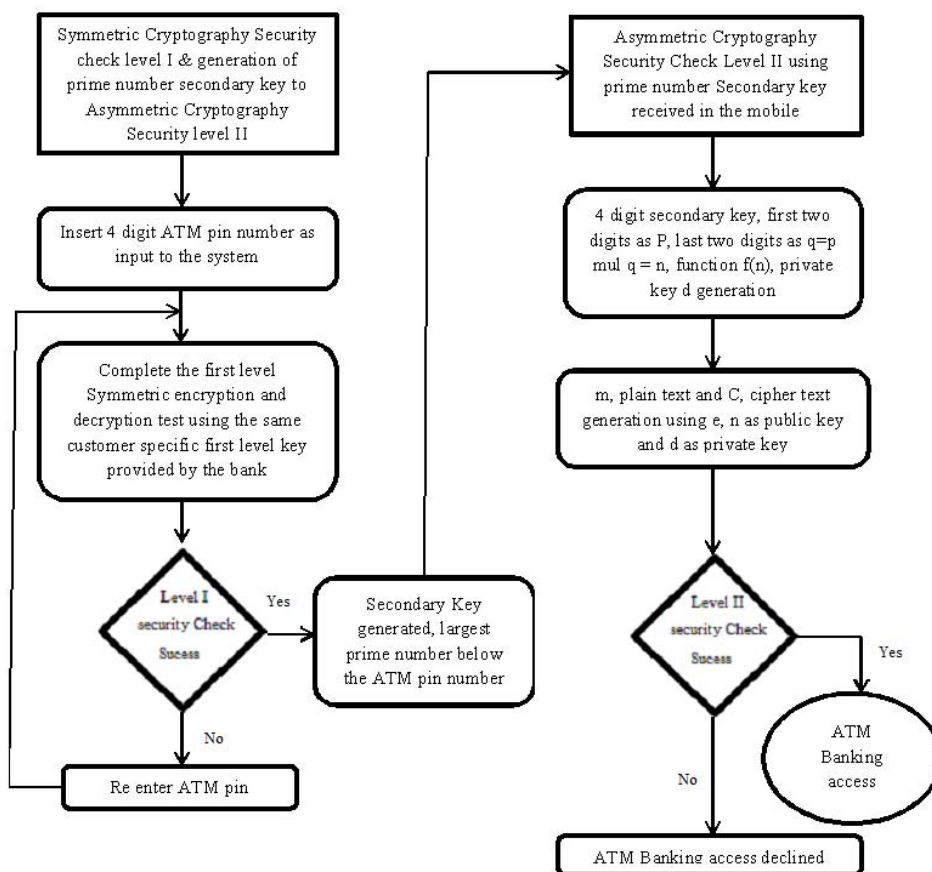 Symmetric Cryptography Security
check level I & generation of
prime number secondary key to
Asymmetric Cryptography
Security level II
Insert 4 digit ATM pin number as
input to the system
Complete the first level
Symmetric encryption and
decryption test using the same
customer specific first level key
provided by the bank
Level I
security Check
Sucess
Yes
No
Re enter ATM pin
Secondary Key
generated, largest
prime number below
the ATM pin number
Asymmetric Cryptography
Security Check Level II using
prime number Secondary key
received in the mobile
4 digit secondary key, first two
digits as P, last two digits as q=p
mul q = n, function f(n), private
key d generation
m, plain text and C, cipher text
generation using e, n as public key
and d as private key
Level II
security Check
Sucess
Yes
ATM
Banking
access
No
ATM Banking access declined